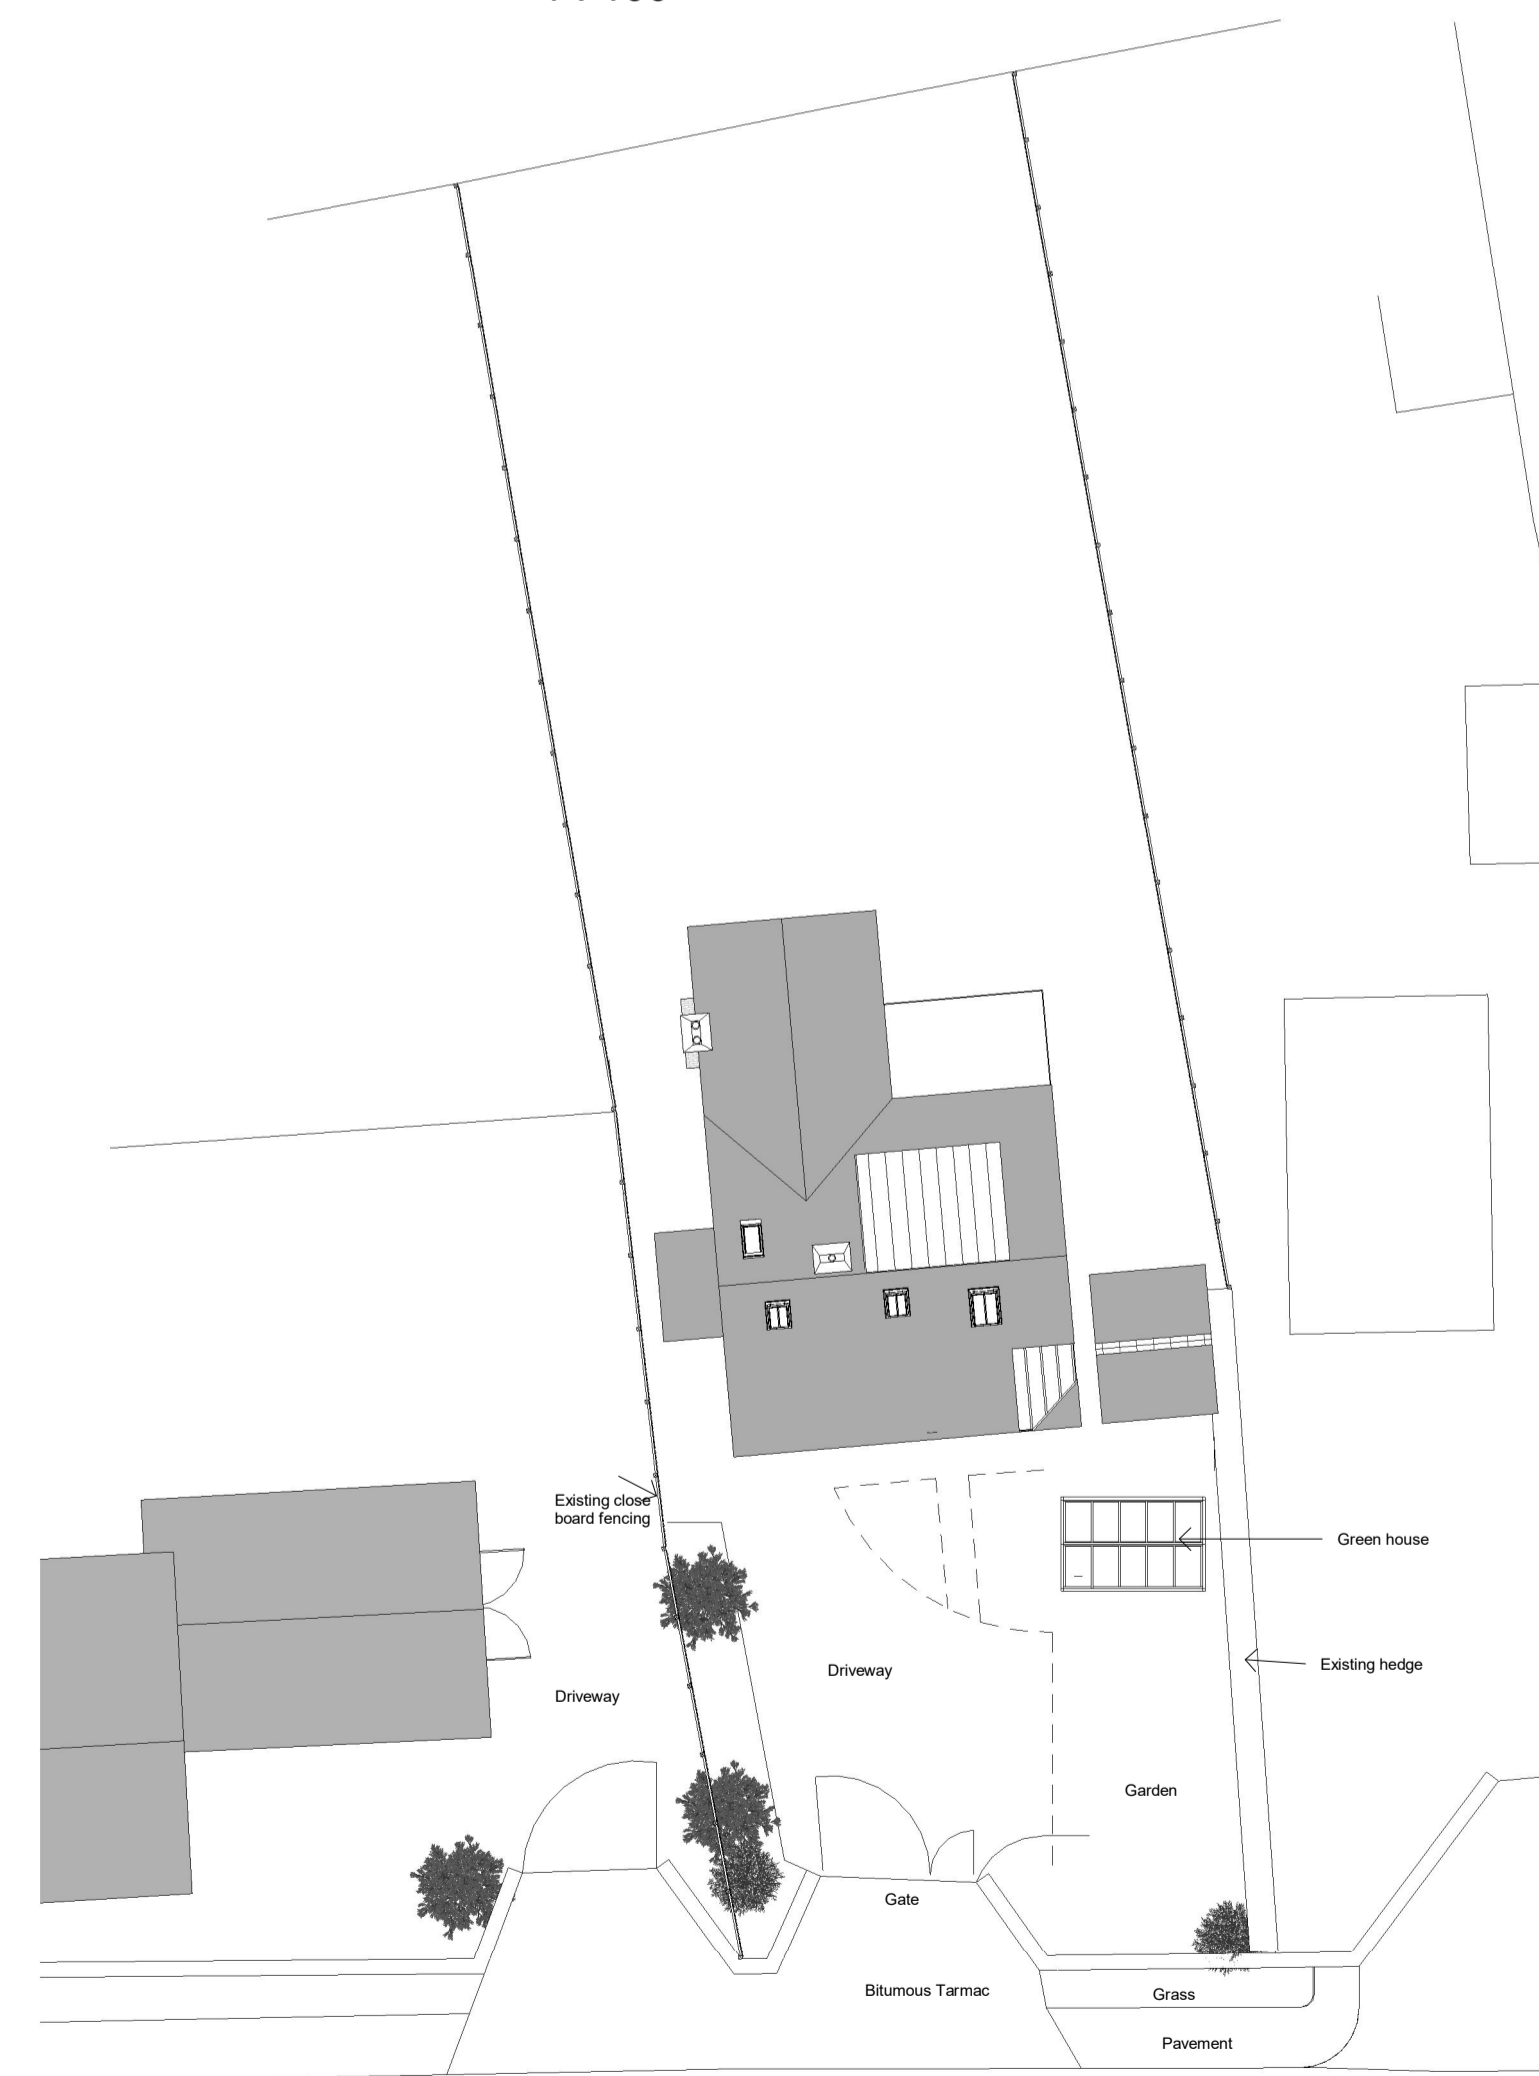 Existing close
board fencing
Green house
Existing hedge
Driveway
Driveway
Garden
Gate
Bitumous Tarmac
Grass
Pavement